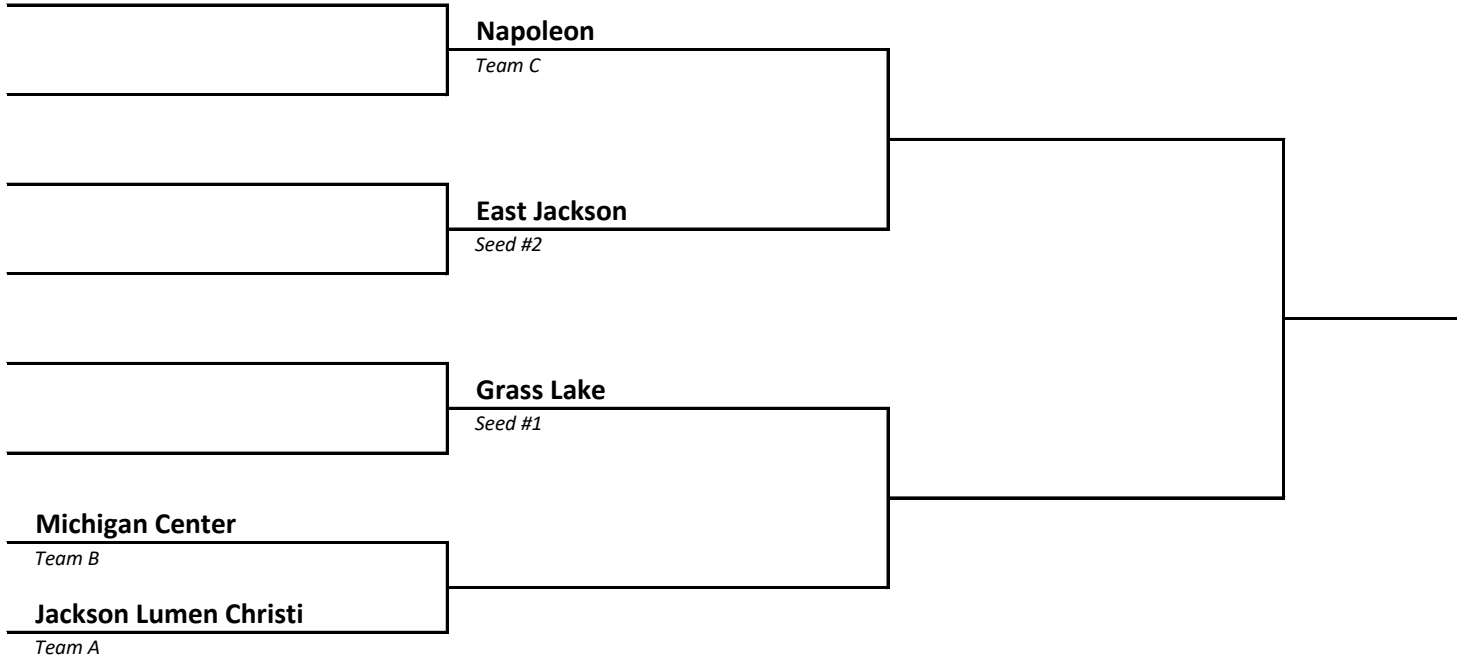 Napoleon
Team C
East Jackson
Seed #2
Grass Lake
Seed #1
Michigan Center
Team B
Jackson Lumen Christi
Team A